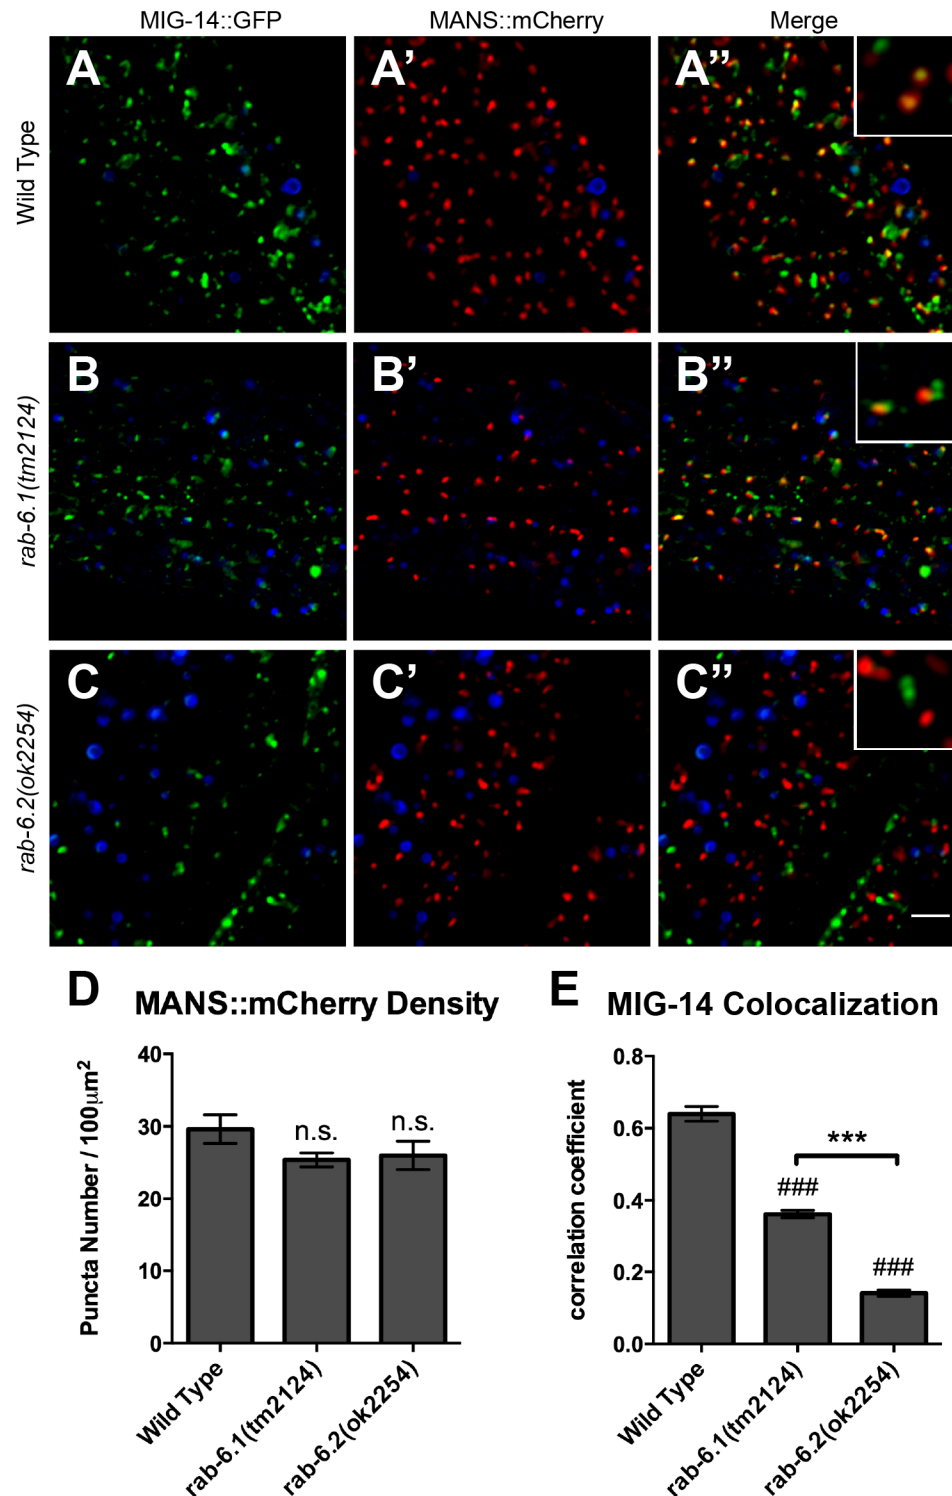 MIG-14::GFP
MANS::mCherry
Merge
Wild Type
A
A’
A’’
rab-6.1(tm2124)
B
B’
B’’
rab-6.2(ok2254)
C
C’
C’’
D
MANS::mCherry Density
Puncta Number / 100μm²
40
30
20
10
0
n.s.
n.s.
Wild Type
rab-6.1(tm2124)
rab-6.2(ok2254)
E
MIG-14 Colocalization
correlation coefficient
0.8
0.6
0.4
0.2
0.0
***
###
###
Wild Type
rab-6.1(tm2124)
rab-6.2(ok2254)